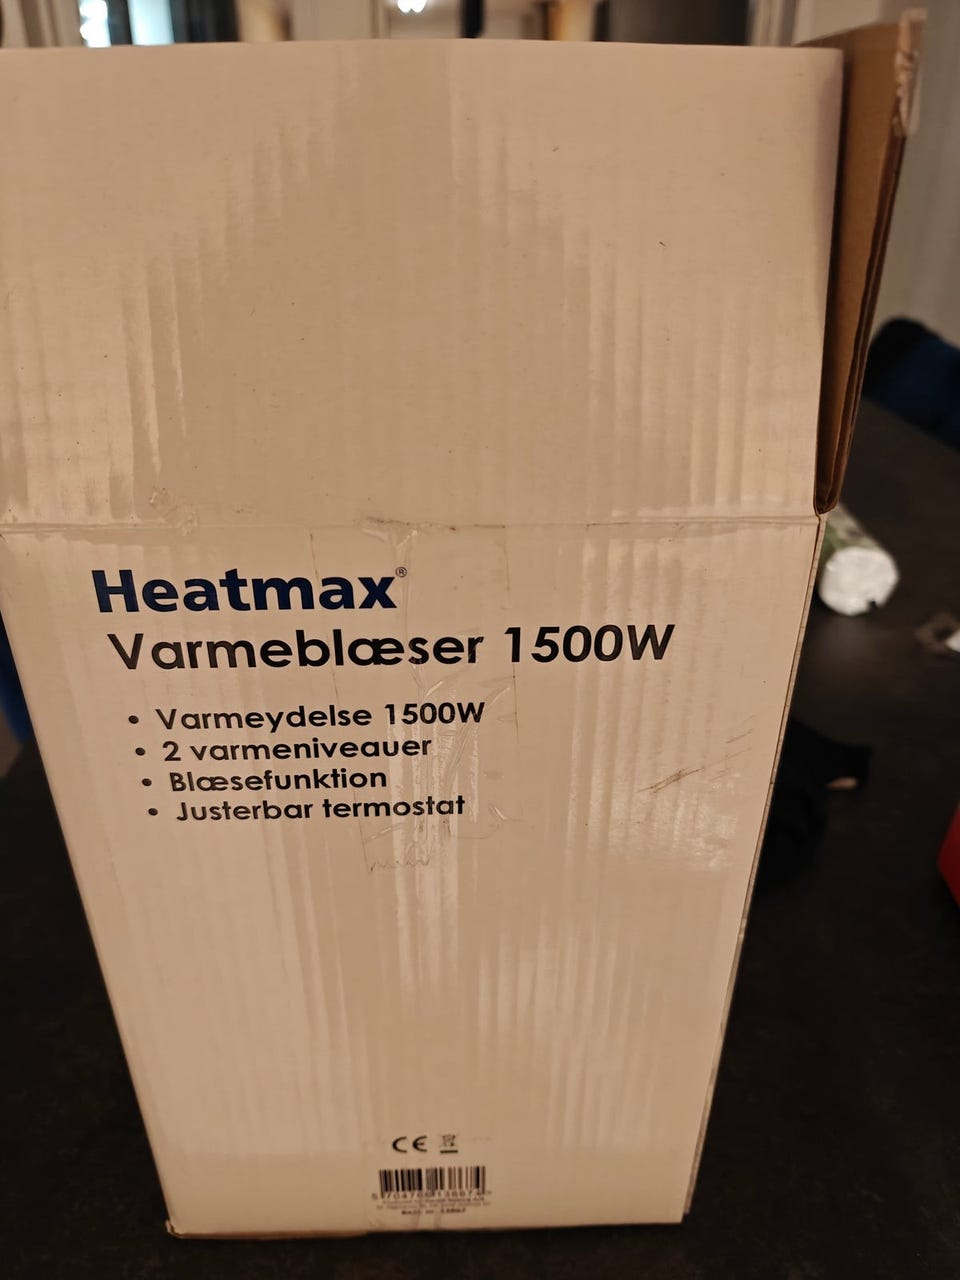 Heatmax®
Varmeblæser 1500W
• Varmeydelse 1500W
• 2 varmeniveauer
• Blæsefunktion
• Justerbar termostat
CE